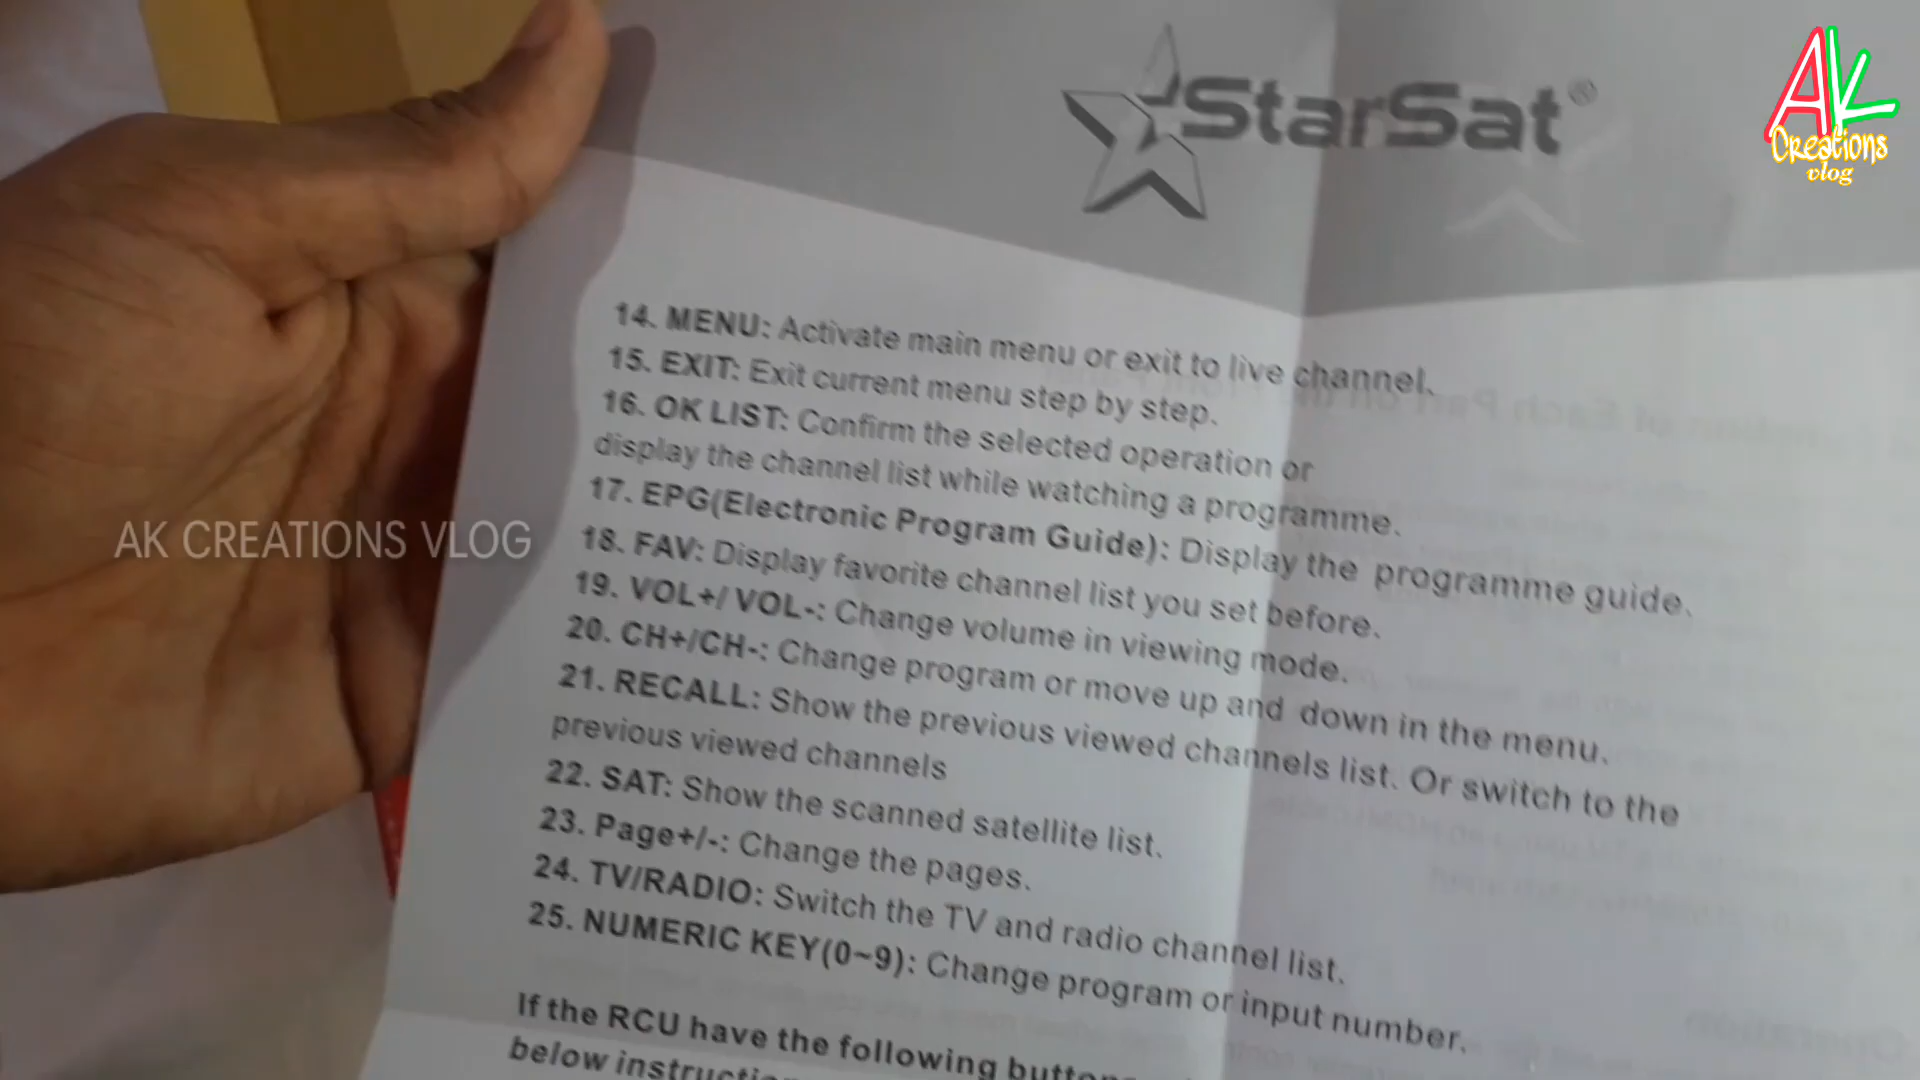 StarSat®
AK
Creations
vlog
14. MENU: Activate main menu or exit to live channel.
15. EXIT: Exit current menu step by step.
16. OK LIST: Confirm the selected operation or
display the channel list while watching a programme.
17. EPG(Electronic Program Guide): Display the programme guide.
18. FAV: Display favorite channel list you set before.
19. VOL+/ VOL-: Change volume in viewing mode.
20. CH+/CH-: Change program or move up and down in the menu.
21. RECALL: Show the previous viewed channels list. Or switch to the
previous viewed channels
22. SAT: Show the scanned satellite list.
23. Page+/-: Change the pages.
24. TV/RADIO: Switch the TV and radio channel list.
25. NUMERIC KEY(0~9): Change program or input number.
If the RCU have the following
below
AK CREATIONS VLOG